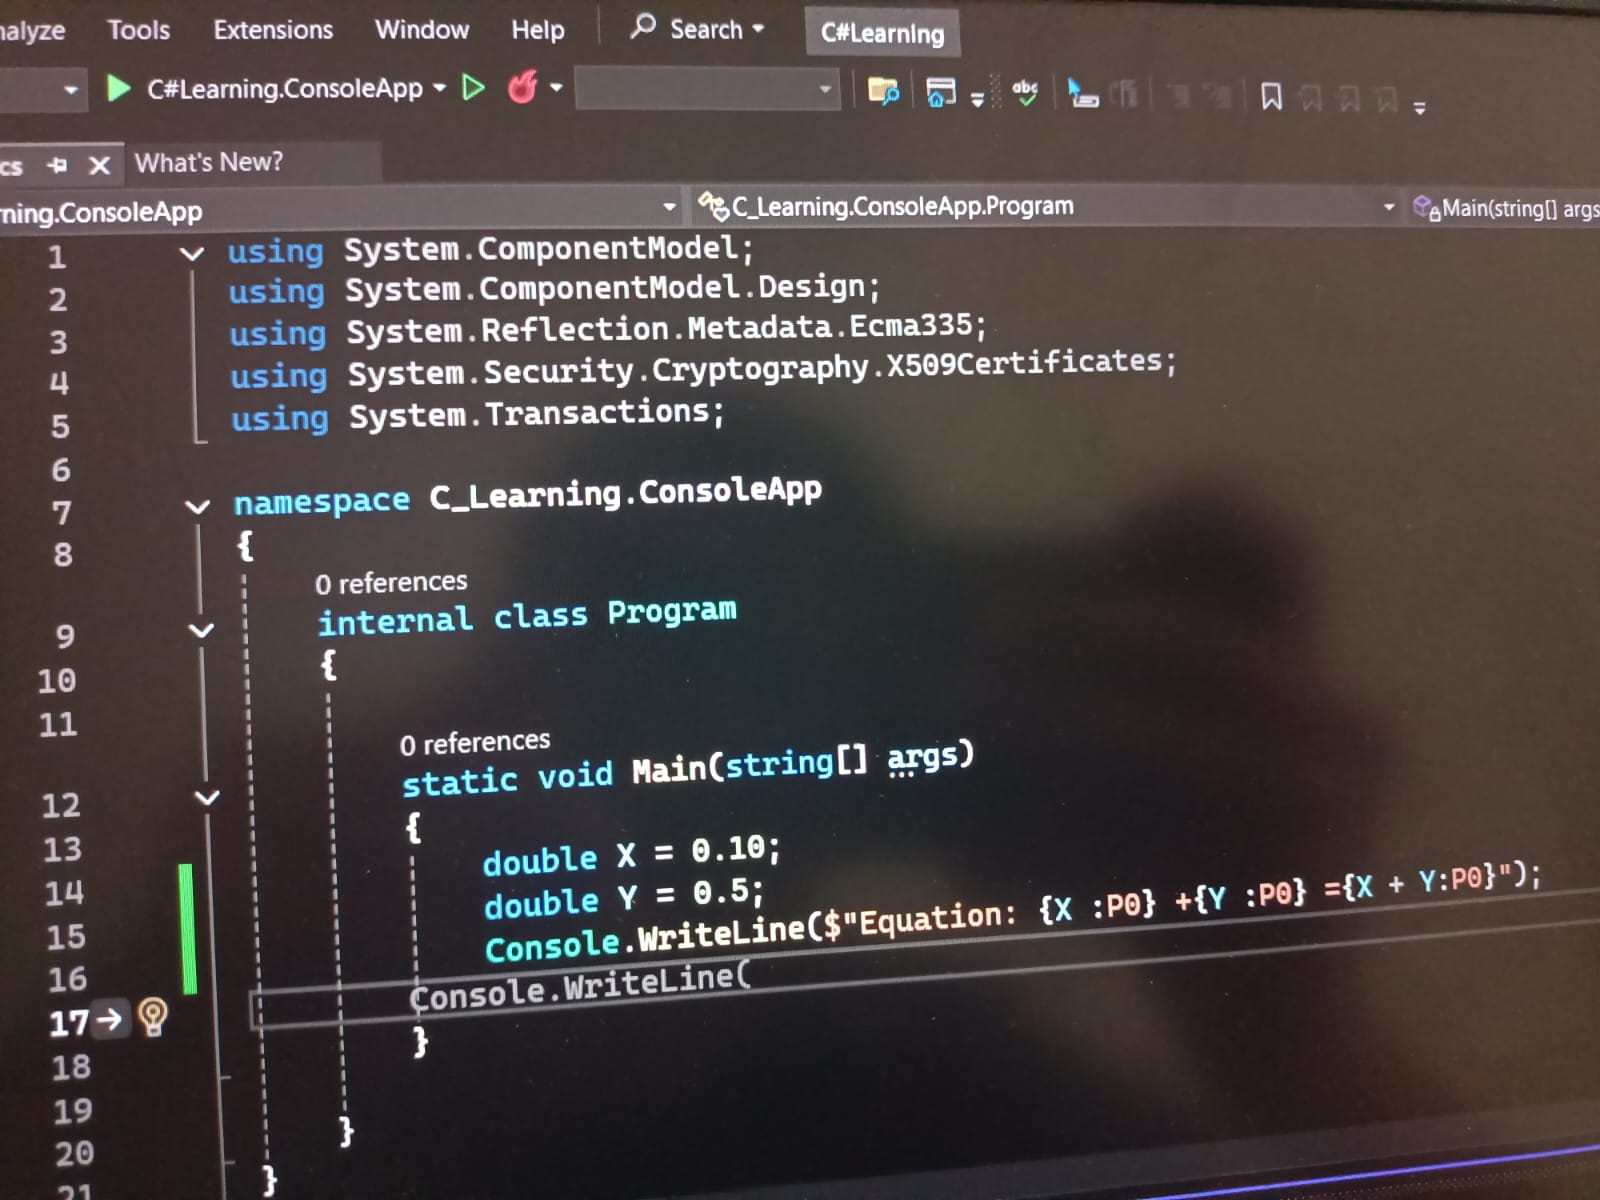 Tools Extensions Window Help Search C#Learning
C#Learning.ConsoleApp
abc
cs What's New?
ning.ConsoleApp C_Learning.ConsoleApp.Program Main(string[] args
1 using System.ComponentModel;
2 using System.ComponentModel.Design;
3 using System.Reflection.Metadata.Ecma335;
4 using System.Security.Cryptography.X509Certificates;
5 using System.Transactions;
6
7 namespace C_Learning.ConsoleApp
8 {
0 references
9 internal class Program
10 {
11
0 references
12 static void Main(string[] args)
13 {
14 double X = 0.10;
15 double Y = 0.5;
16 Console.WriteLine($"Equation: {X :P0} +{Y :P0} ={X + Y:P0}");
17 Console.WriteLine(
18 }
19
20 }
21 }